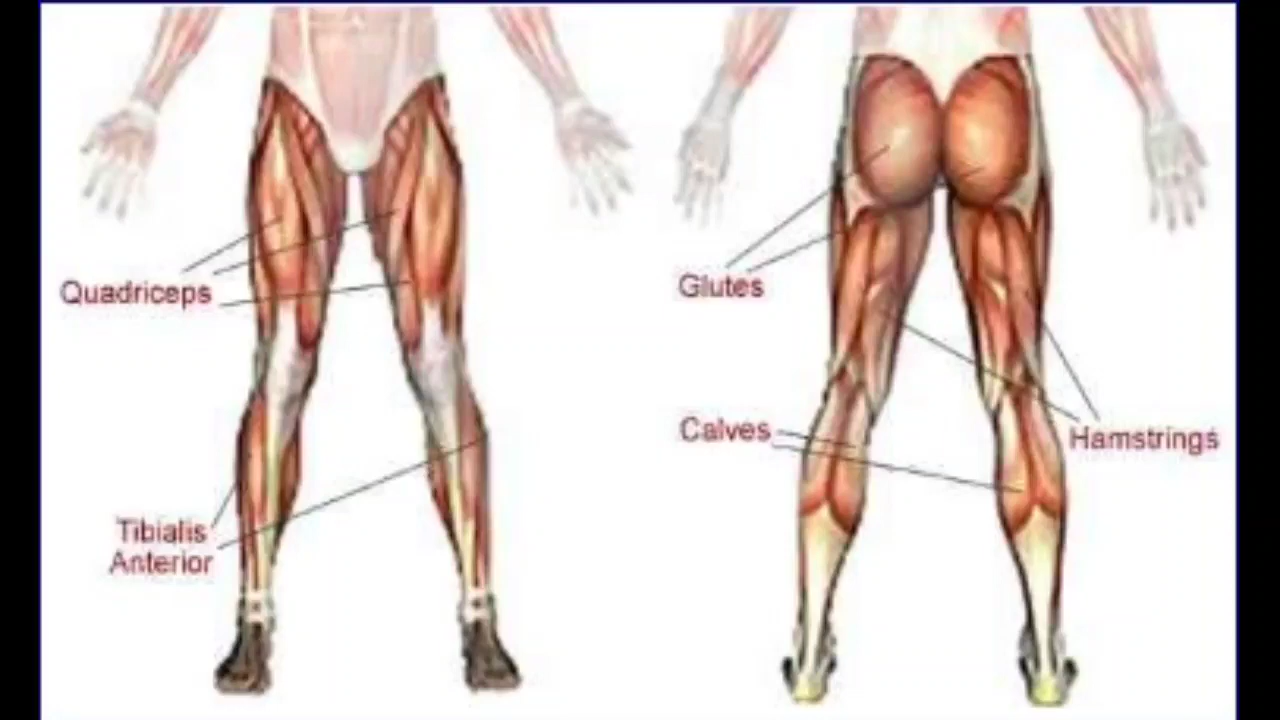 Quadriceps
Tibialis
Anterior
Glutes
Calves
Hamstrings